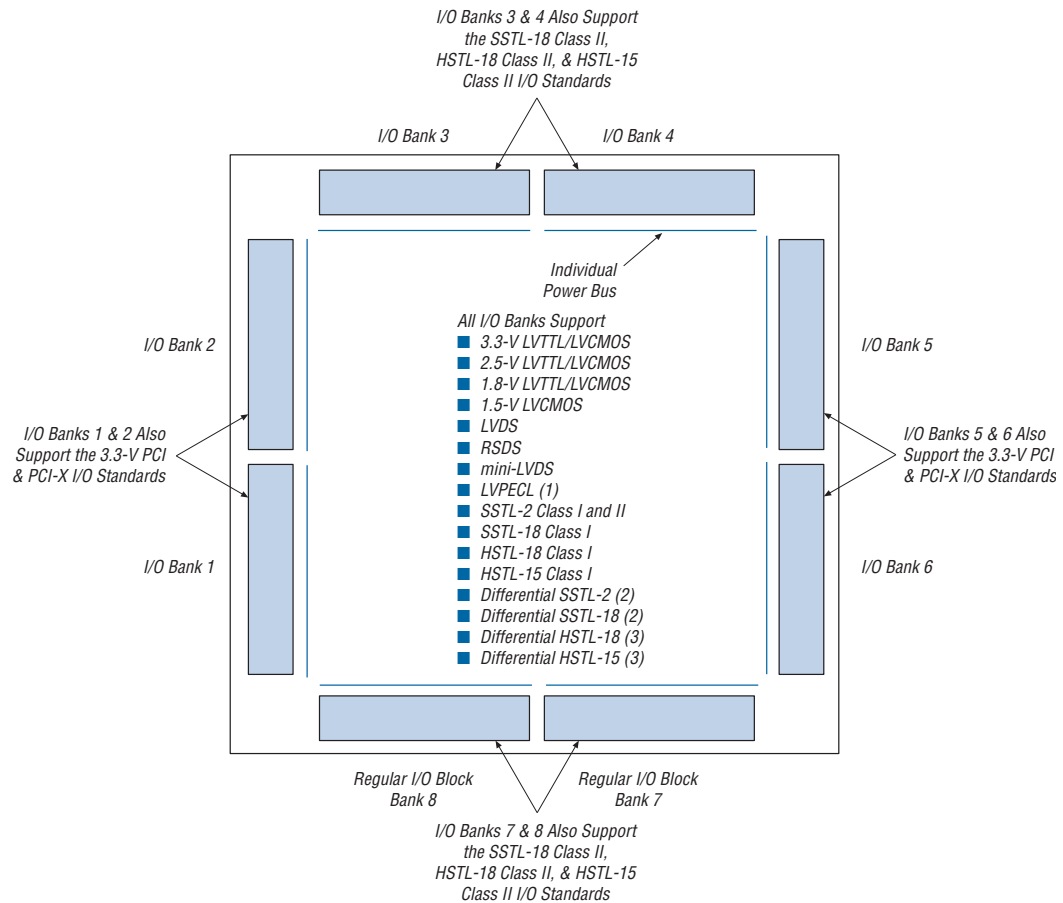 I/O Banks 3 & 4 Also Support
the SSTL-18 Class II,
HSTL-18 Class II, & HSTL-15
Class II I/O Standards
I/O Bank 3
I/O Bank 4
Individual
Power Bus
All I/O Banks Support
3.3-V LVTTL/LVCMOS
2.5-V LVTTL/LVCMOS
1.8-V LVTTL/LVCMOS
1.5-V LVCMOS
LVDS
RSDS
mini-LVDS
LVPECL (1)
SSTL-2 Class I and II
SSTL-18 Class I
HSTL-18 Class I
HSTL-15 Class I
Differential SSTL-2 (2)
Differential SSTL-18 (2)
Differential HSTL-18 (3)
Differential HSTL-15 (3)
I/O Bank 2
I/O Banks 1 & 2 Also
Support the 3.3-V PCI
& PCI-X I/O Standards
I/O Bank 1
I/O Bank 5
I/O Banks 5 & 6 Also
Support the 3.3-V PCI
& PCI-X I/O Standards
I/O Bank 6
Regular I/O Block
Bank 8
Regular I/O Block
Bank 7
I/O Banks 7 & 8 Also Support
the SSTL-18 Class II,
HSTL-18 Class II, & HSTL-15
Class II I/O Standards